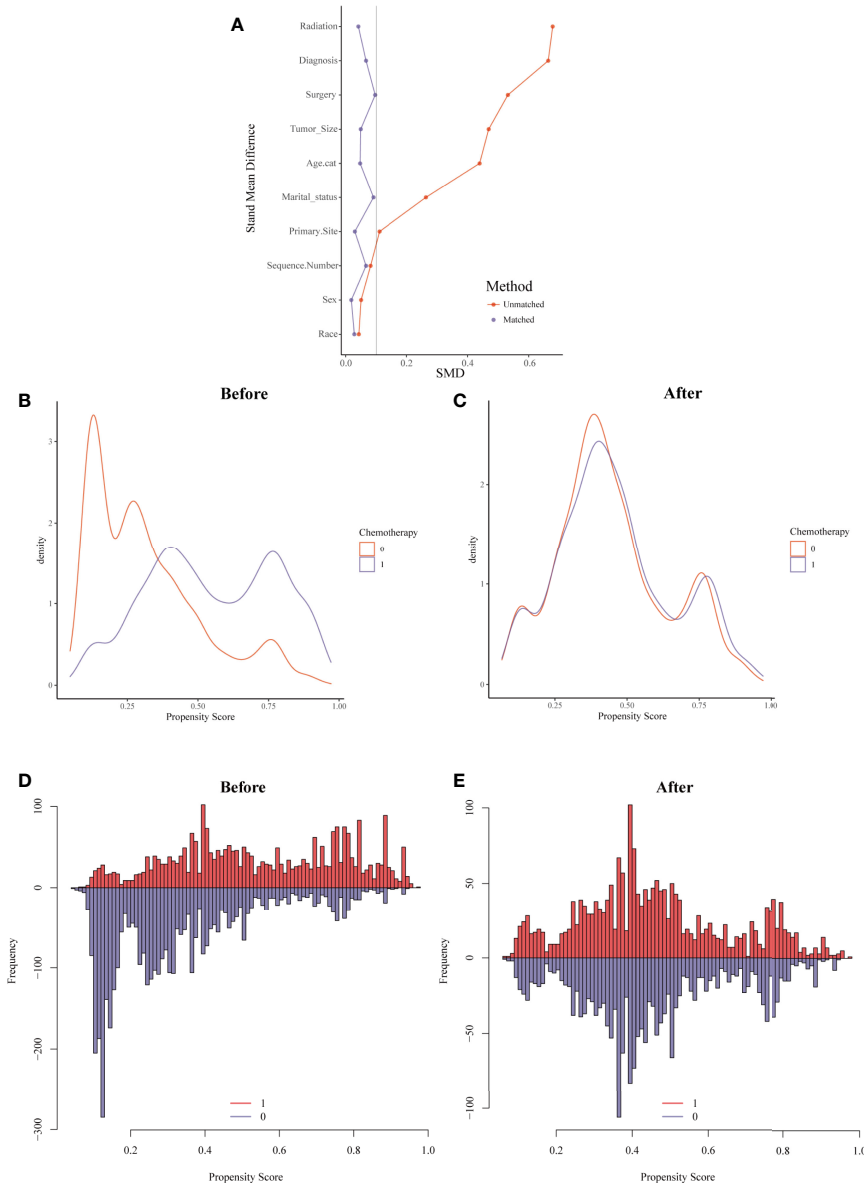 A
Stand Mean Differnce
Radiation
Diagnosis
Surgery
Tumor_Size
Age.cat
Marital_status
Primary.Site
Sequence.Number
Sex
Race
Method
Unmatched
Matched
0.0 0.2 0.4 0.6
SMD
B
Before
density
3
2
1
0
Chemotherapy
0
1
0.25 0.50 0.75 1.00
Propensity Score
C
After
density
2
1
0
Chemotherapy
0
1
0.25 0.50 0.75 1.00
Propensity Score
D
Before
Frequency
100
0
-100
-200
-300
1
0
0.2 0.4 0.6 0.8 1.0
Propensity Score
E
After
Frequency
100
50
0
-50
-100
1
0
0.2 0.4 0.6 0.8 1.0
Propensity Score